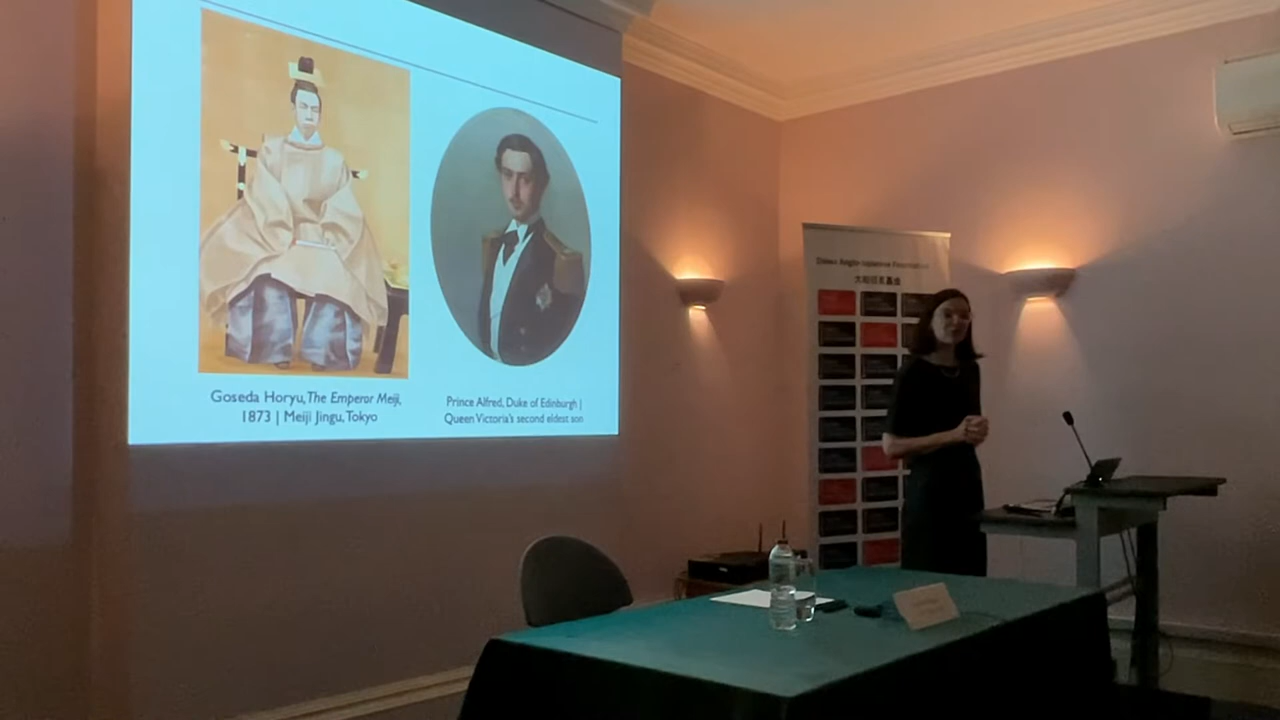 Goseda Horyu, The Emperor Meiji,
1873 | Meiji Jingu, Tokyo
Prince Alfred, Duke of Edinburgh |
Queen Victoria's second eldest son
Daiwa Anglo-Japanese Foundation
大和日英基金